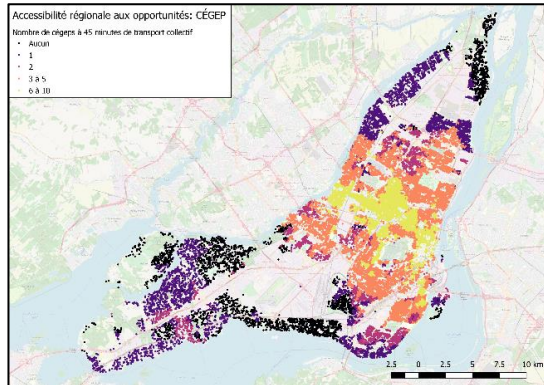 Accessibilité régionale aux opportunités: CÉGEP
Nombre de cégeps à 45 minutes de transport collectif
Aucun
1
2
3 à 5
6 à 10
2.5 0 2.5 5 7.5 10 km